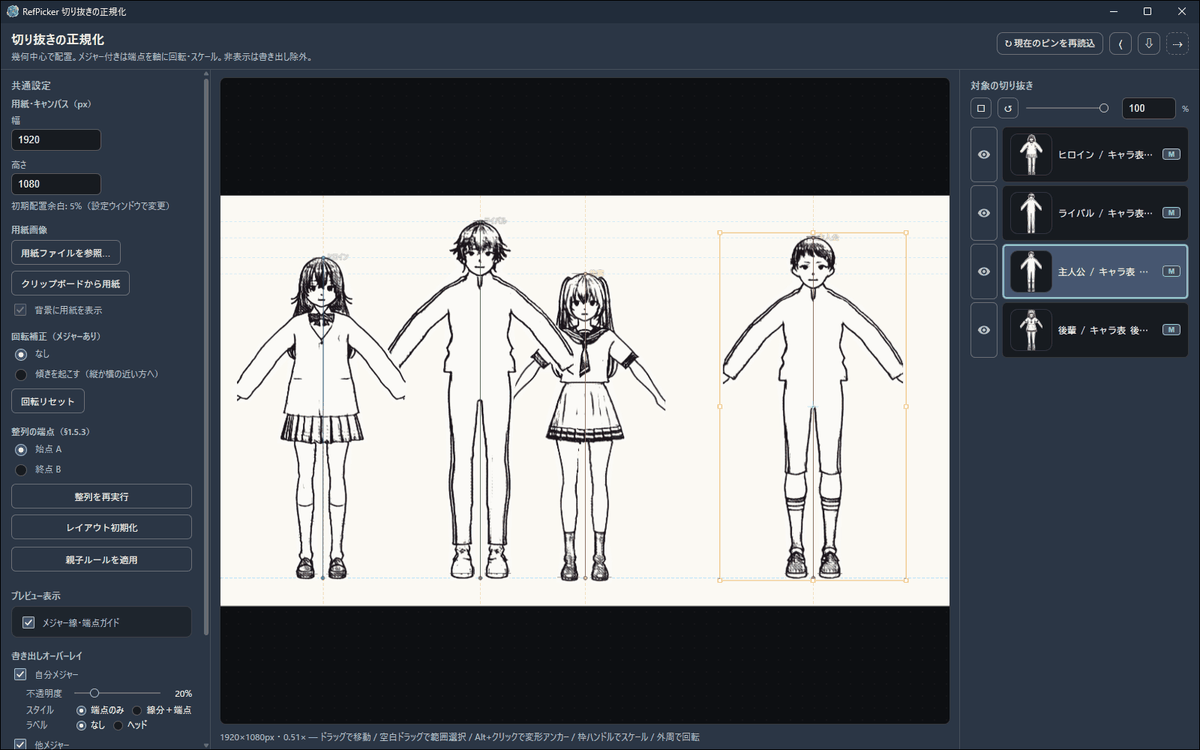 RefPicker 切り抜きの正規化
切り抜きの正規化
幾何中心で配置。メジャー付きは端点を軸に回転・スケール。非表示は書き出し除外。
↻現在のピンを再読込
共通設定
用紙・キャンバス（px）
幅
1920
高さ
1080
初期配置余白: 5%（設定ウィンドウで変更）
用紙画像
用紙ファイルを参照...
クリップボードから用紙
背景に用紙を表示
回転補正（メジャーあり）
なし
傾きを起こす（縦か横の近い方へ）
回転リセット
整列の端点（§1.5.3）
始点 A
終点 B
整列を再実行
レイアウト初期化
親子ルールを適用
プレビュー表示
メジャー線・端点ガイド
書き出しオーバーレイ
自分メジャー
不透明度 20%
スタイル 端点のみ 線分＋端点
ラベル なし ヘッド
他メジャー
1920×1080px・0.51× — ドラッグで移動 / 空白ドラッグで範囲選択 / Alt+クリックで変形アンカー / 枠ハンドルでスケール / 外周で回転
対象の切り抜き
100 %
ヒロイン / キャラ表… M
ライバル / キャラ表… M
主人公 / キャラ表 … M
後輩 / キャラ表 後… M